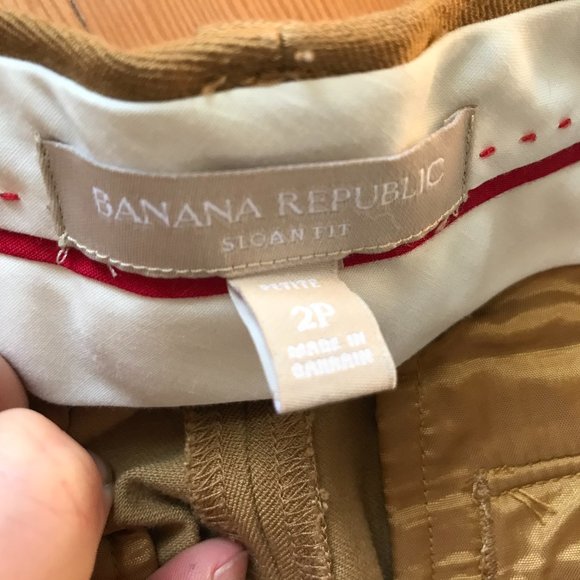 BANANA REPUBLIC
SLOAN FIT
PETITE
2P
MADE IN
BAHRAIN